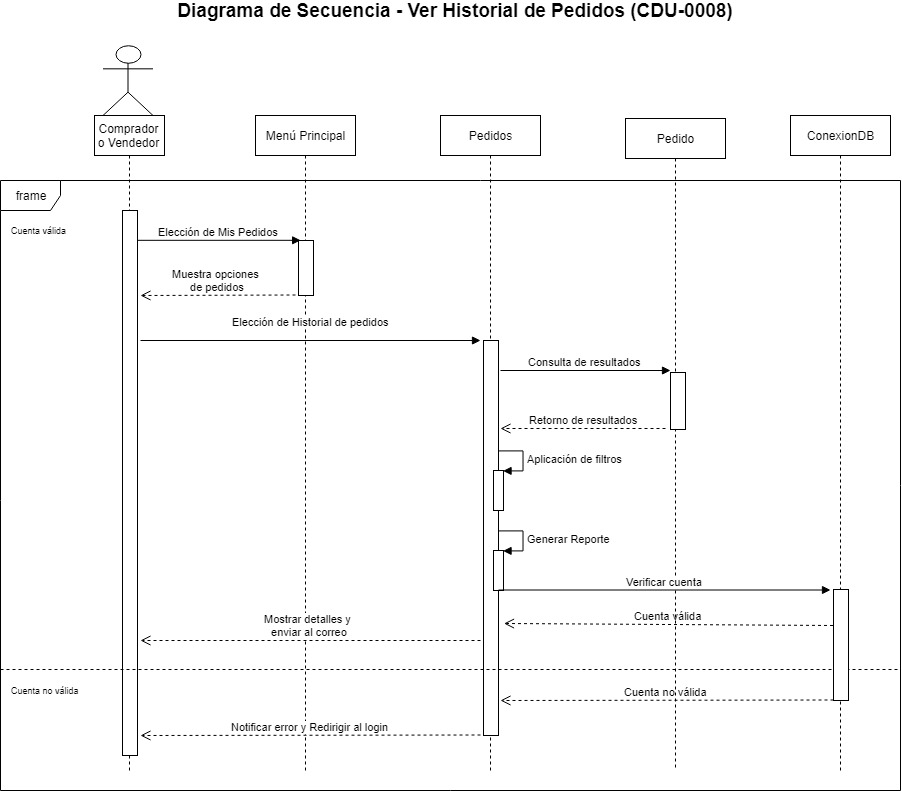 Diagrama de Secuencia - Ver Historial de Pedidos (CDU-0008)
Comprador
o Vendedor
Menú Principal
Pedidos
Pedido
ConexionDB
frame
Cuenta válida
Elección de Mis Pedidos
Muestra opciones
de pedidos
Elección de Historial de pedidos
Consulta de resultados
Retorno de resultados
Aplicación de filtros
Generar Reporte
Verificar cuenta
Cuenta válida
Mostrar detalles y
enviar al correo
Cuenta no válida
Cuenta no válida
Notificar error y Redirigir al login